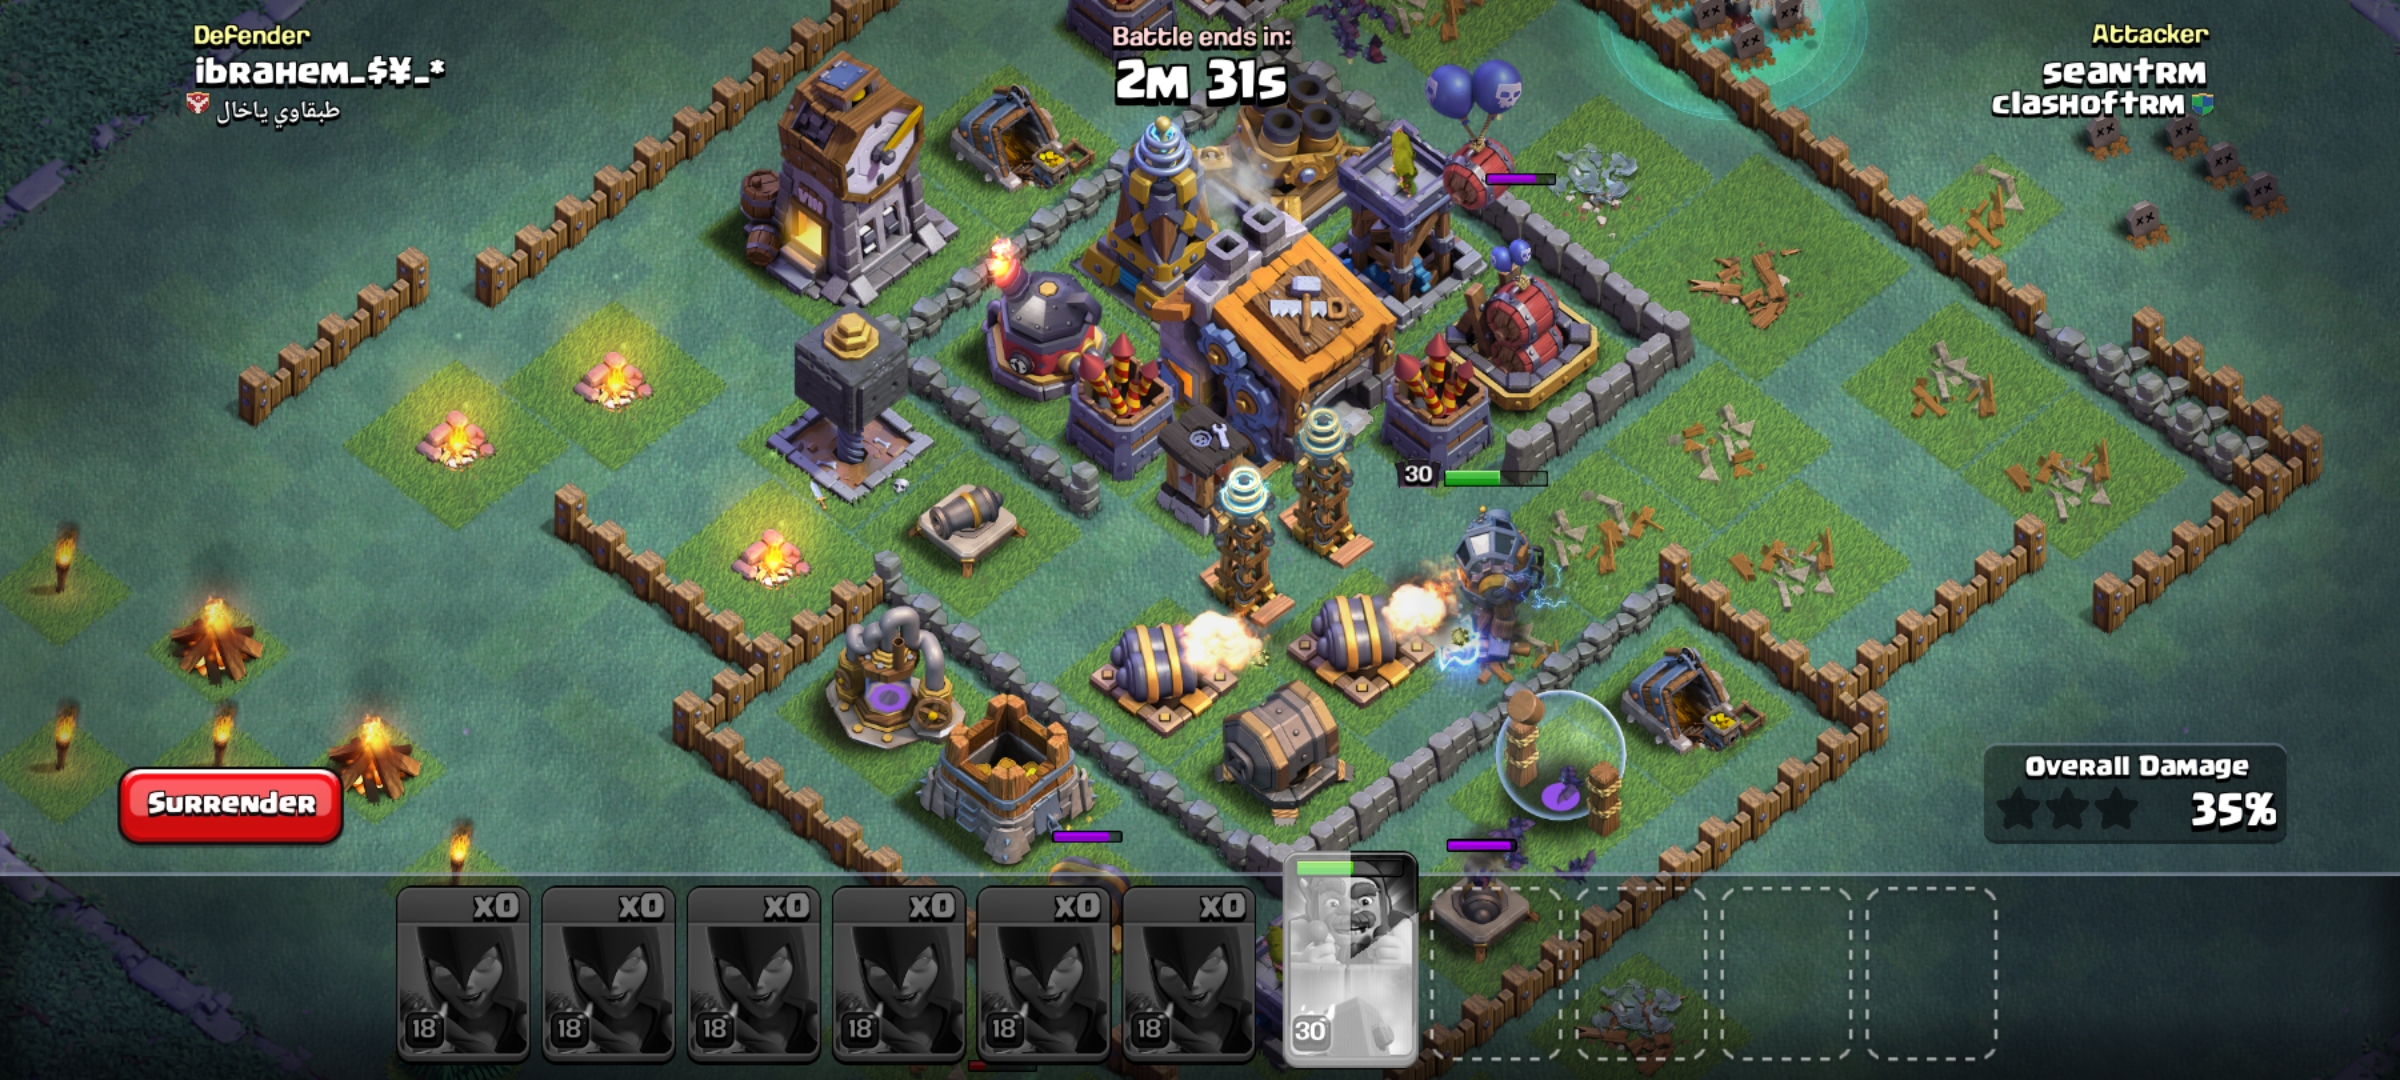 Defender
ibrahem_$¥_*
طبقاوي ياخال
Battle ends in:
2M 31S
Attacker
seantRM
clashoftRM
VIII
30
Surrender
Overall Damage
35%
x0
x0
x0
x0
x0
x0
18
18
18
18
18
18
30